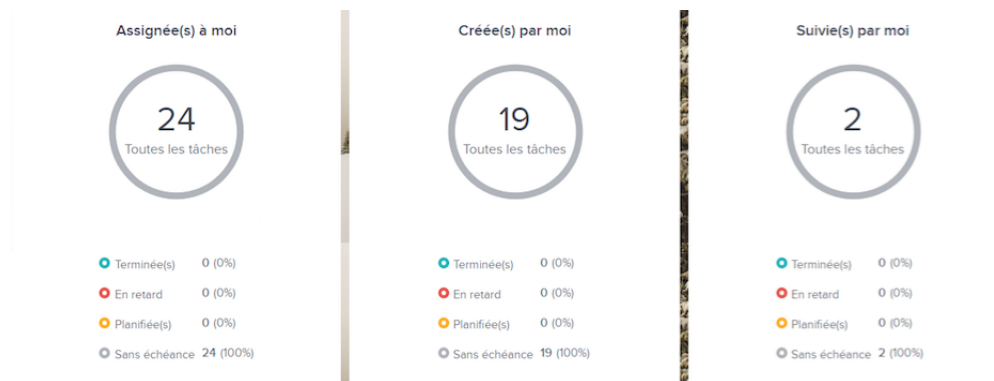 Assignée(s) à moi
24
Toutes les tâches
Terminée(s) 0 (0%)
En retard 0 (0%)
Planifiée(s) 0 (0%)
Sans échéance 24 (100%)
Créée(s) par moi
19
Toutes les tâches
Terminée(s) 0 (0%)
En retard 0 (0%)
Planifiée(s) 0 (0%)
Sans échéance 19 (100%)
Suivie(s) par moi
2
Toutes les tâches
Terminée(s) 0 (0%)
En retard 0 (0%)
Planifiée(s) 0 (0%)
Sans échéance 2 (100%)